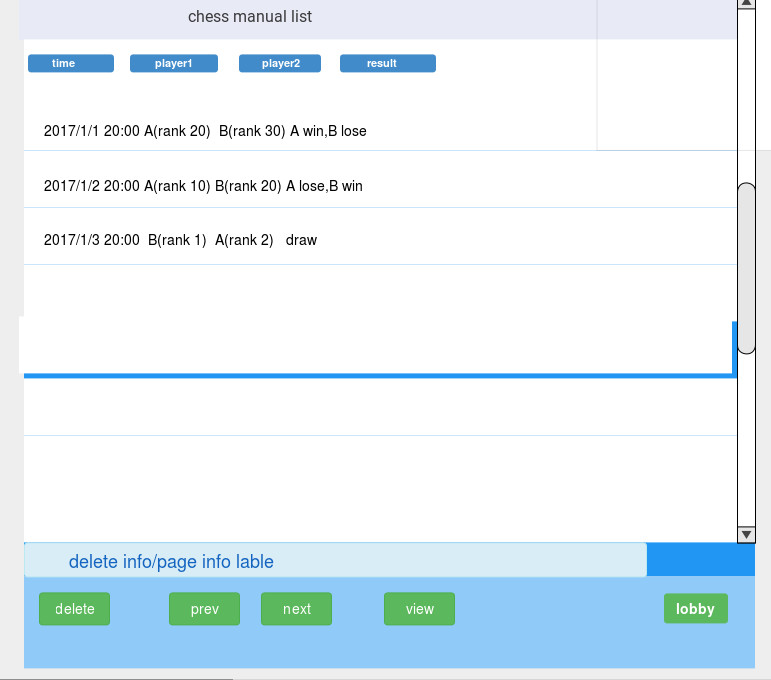 chess manual list
time player1 player2 result
2017/1/1 20:00 A(rank 20)  B(rank 30) A win,B lose
2017/1/2 20:00 A(rank 10) B(rank 20) A lose,B win
2017/1/3 20:00  B(rank 1)  A(rank 2)   draw
delete info/page info lable
delete prev next view lobby